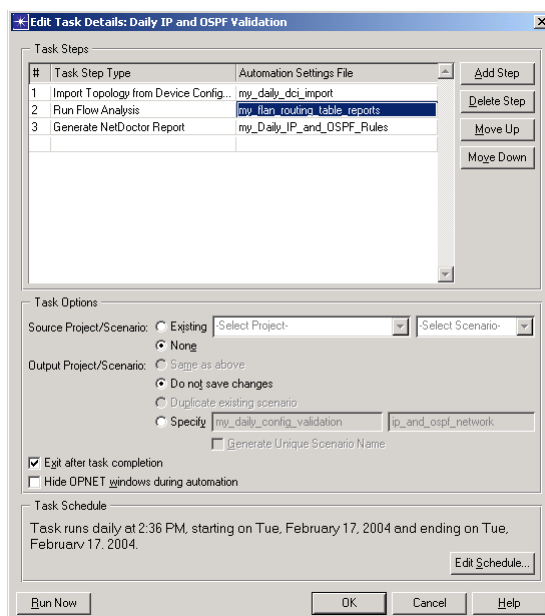 Edit Task Details: Daily IP and OSPF Validation
Task Steps
# Task Step Type Automation Settings File
1 Import Topology from Device Config... my_daily_dci_import
2 Run Flow Analysis my_flan_routing_table_reports
3 Generate NetDoctor Report my_Daily_IP_and_OSPF_Rules
Add Step
Delete Step
Move Up
Move Down
Task Options
Source Project/Scenario: Existing -Select Project- -Select Scenario-
None
Output Project/Scenario: Same as above
Do not save changes
Duplicate existing scenario
Specify my_daily_config_validation ip_and_ospf_network
Generate Unique Scenario Name
Exit after task completion
Hide OPNET windows during automation
Task Schedule
Task runs daily at 2:36 PM, starting on Tue, February 17, 2004 and ending on Tue,
February 17, 2004.
Edit Schedule...
Run Now OK Cancel Help